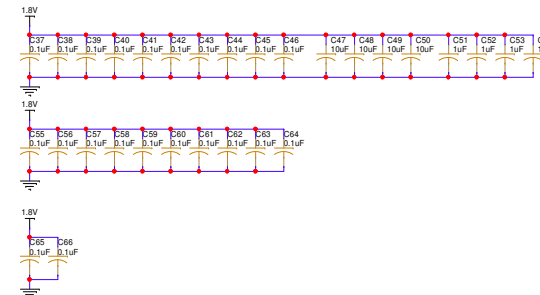 1.8V
C37 C38 C39 C40 C41 C42 C43 C44 C45 C46 C47 C48 C49 C50 C51 C52 C53
0.1uF 0.1uF 0.1uF 0.1uF 0.1uF 0.1uF 0.1uF 0.1uF 0.1uF 0.1uF 10uF 10uF 10uF 10uF 1uF 1uF 1uF
1.8V
C55 C56 C57 C58 C59 C60 C61 C62 C63 C64
0.1uF 0.1uF 0.1uF 0.1uF 0.1uF 0.1uF 0.1uF 0.1uF 0.1uF 0.1uF
1.8V
C65 C66
0.1uF 0.1uF